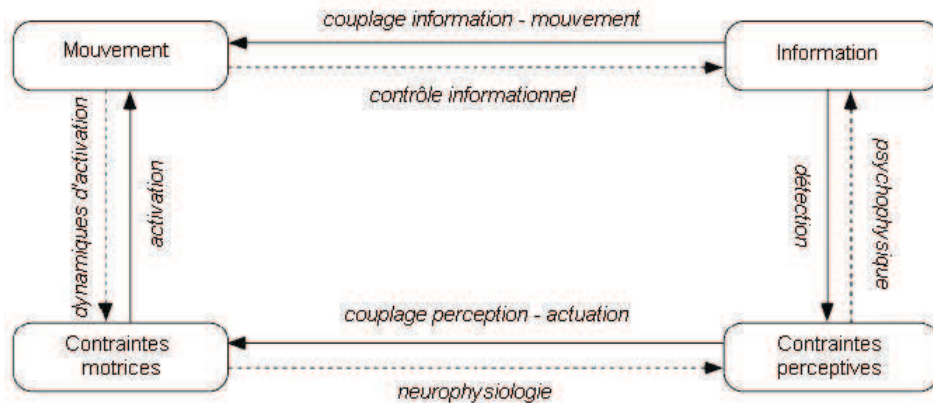 couplage information - mouvement
Mouvement
Information
contrôle informationnel
dynamiques d'activation
activation
détection
psychophysique
couplage perception - actuation
Contraintes
motrices
Contraintes
perceptives
neurophysiologie